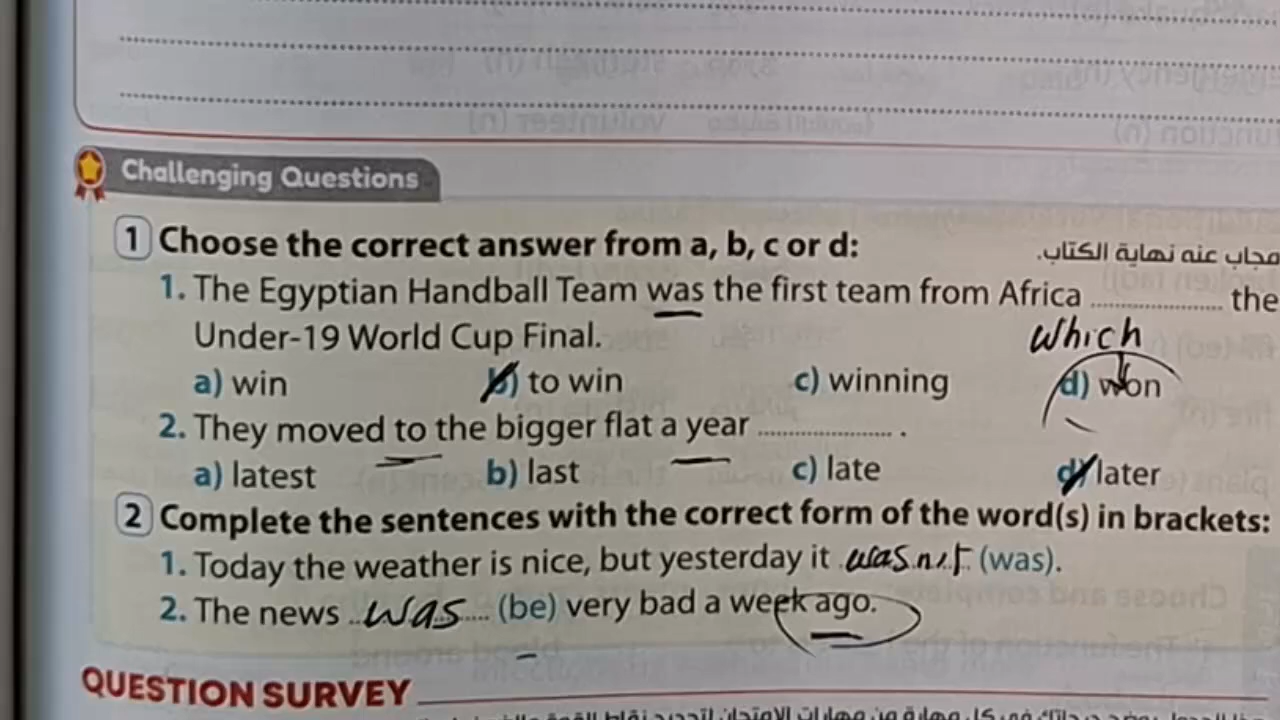 Challenging Questions
1 Choose the correct answer from a, b, c or d:
مجاب عنه نهاية الكتاب.
1. The Egyptian Handball Team was the first team from Africa .................... the
Under-19 World Cup Final.
which
a) win b) to win c) winning d) won
2. They moved to the bigger flat a year .................... .
a) latest b) last c) late d) later
2 Complete the sentences with the correct form of the word(s) in brackets:
1. Today the weather is nice, but yesterday it wasn't (was).
2. The news was (be) very bad a week ago.
QUESTION SURVEY